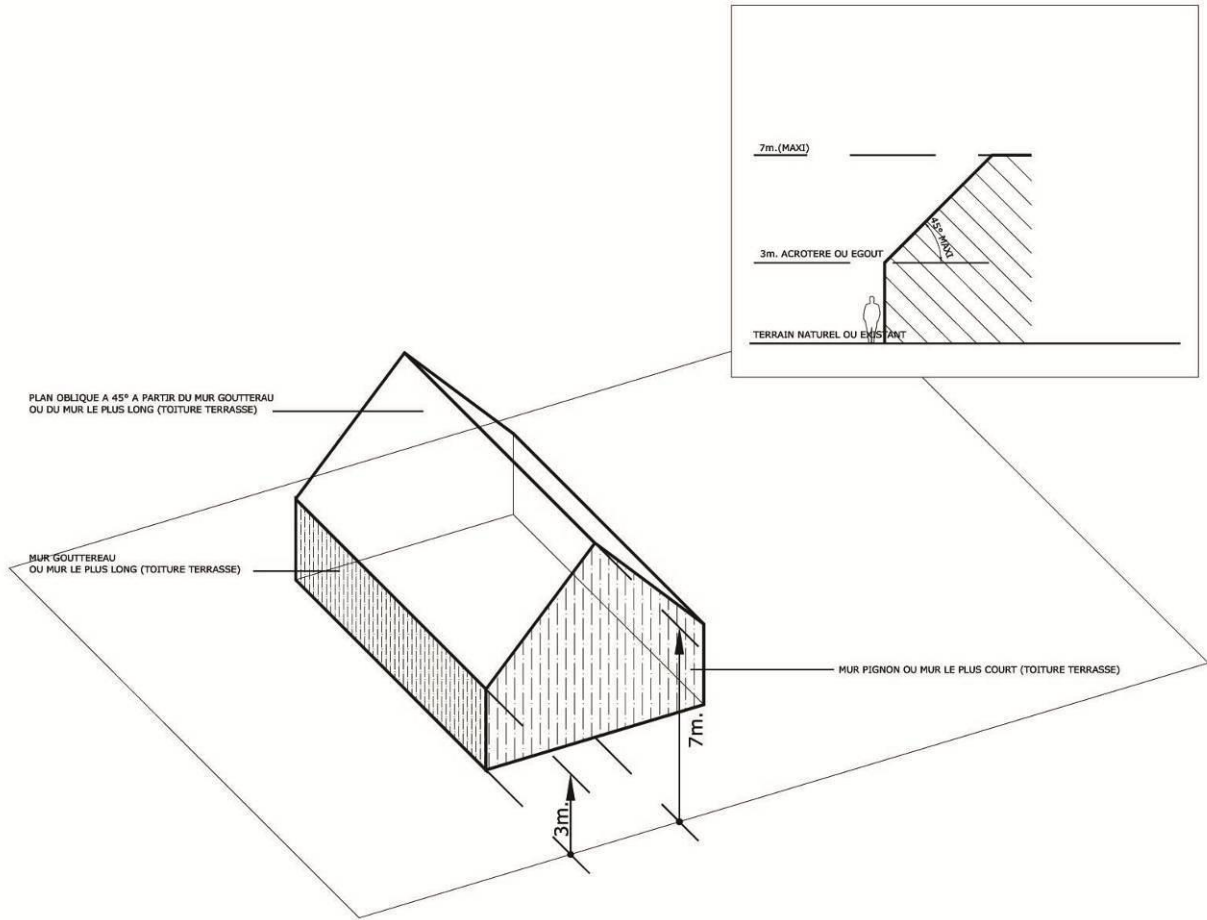 7m.(MAXI)
45° MAXI
3m. ACROTERE OU EGOUT
TERRAIN NATUREL OU EXISTANT
PLAN OBLIQUE A 45° A PARTIR DU MUR GOUTTERAU
OU DU MUR LE PLUS LONG (TOITURE TERRASSE)
MUR GOUTTEREAU
OU MUR LE PLUS LONG (TOITURE TERRASSE)
MUR PIGNON OU MUR LE PLUS COURT (TOITURE TERRASSE)
7m.
3m.